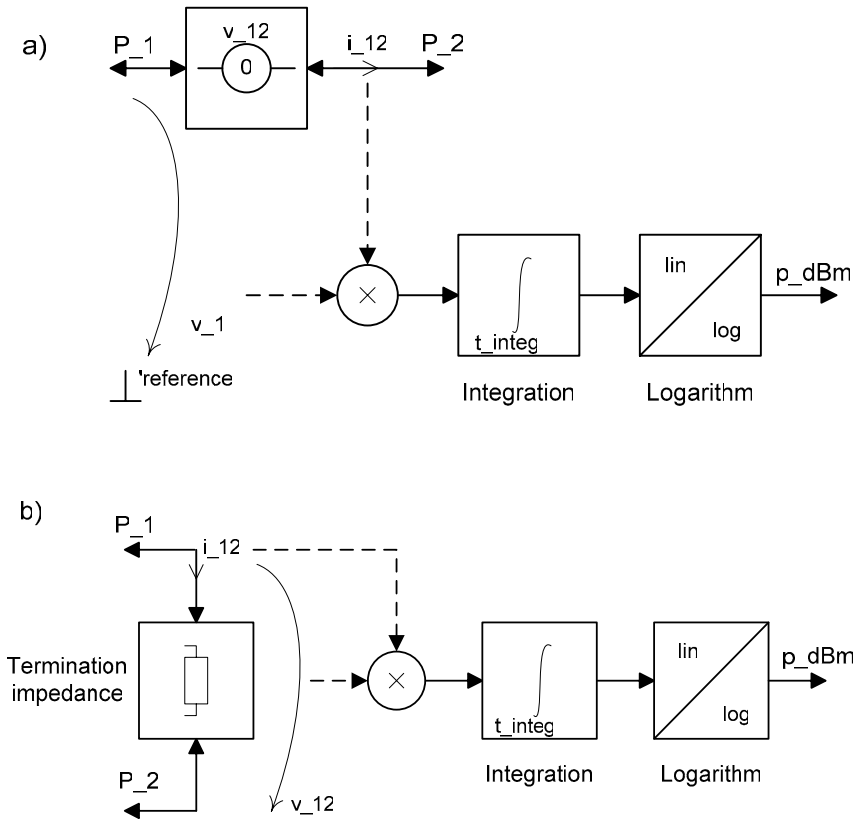 a)
P_1
v_12
0
i_12
P_2
v_1
'reference
t_integ
Integration
lin
log
Logarithm
p_dBm
b)
P_1
i_12
Termination
impedance
P_2
v_12
t_integ
Integration
lin
log
Logarithm
p_dBm